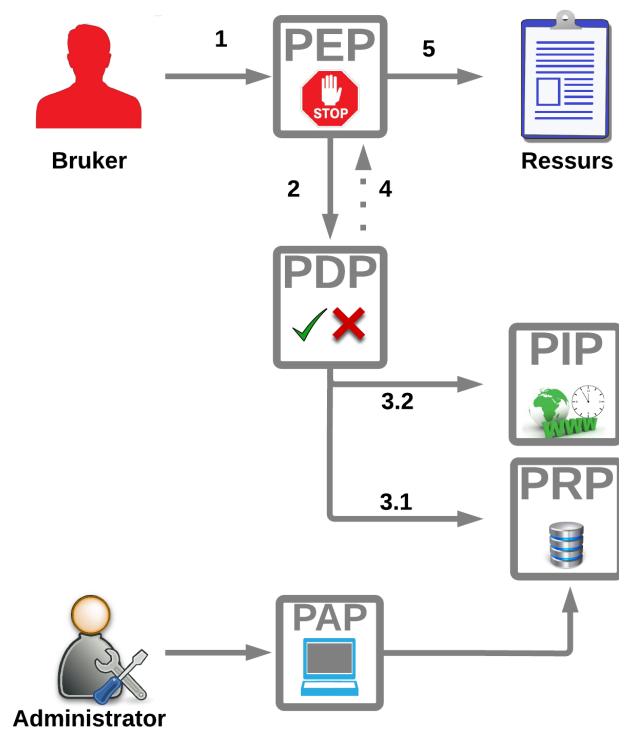 PEP
1
5
STOP
Bruker
Ressurs
2
4
PDP
PIP
3.2
WWW
PRP
3.1
PAP
Administrator